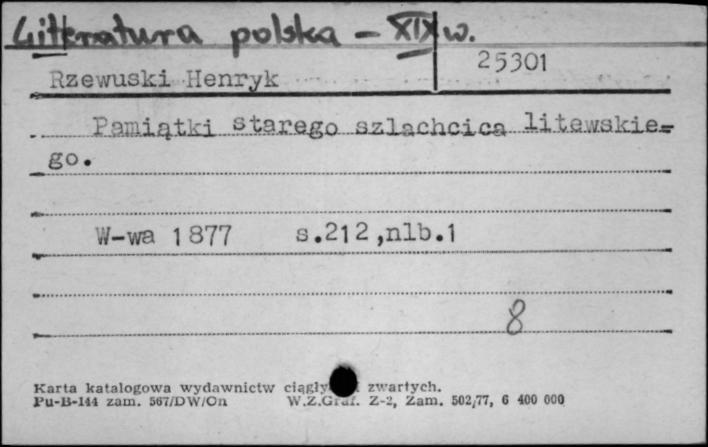 Literatura polska – XIX w.
25301
Rzewuski Henryk
Pamiątki starego szlachcica litewskie-
go.
W-wa 1877 s.212,nlb.1
8
Karta katalogowa wydawnictw zwartych.
Pu-B-144 zam. 567/DW/On W.Z.Graf. Z-2, Zam. 502/77, 6 400 000